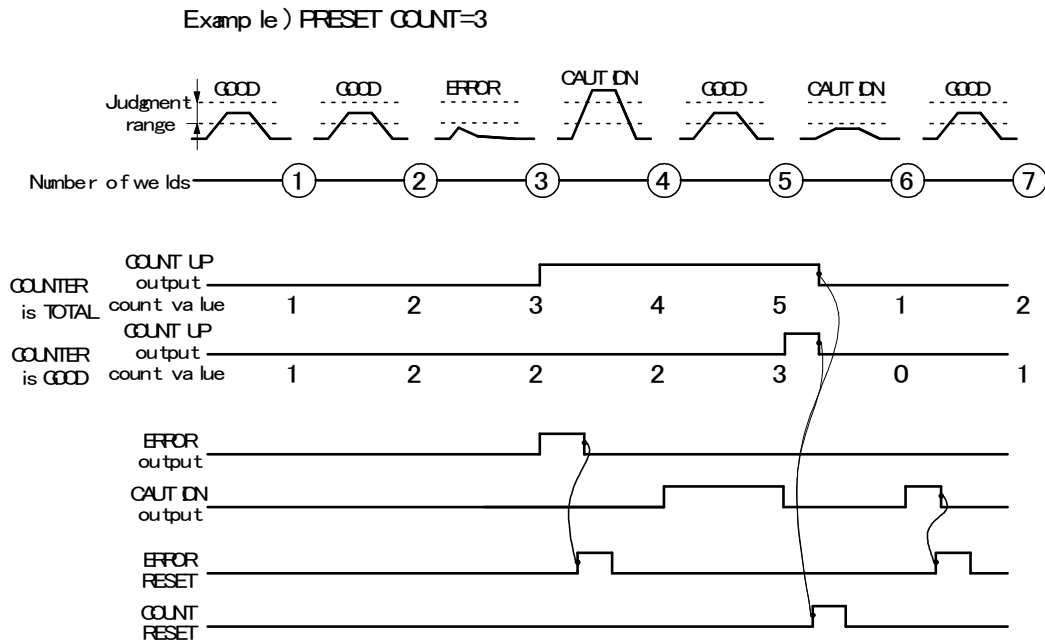 Example) PRESET COUNT=3
GOOD GOOD ERROR CAUTION GOOD CAUTION GOOD
Judgment
range
Number of welds 1 2 3 4 5 6 7
COUNT UP
output
COUNTER
is TOTAL
count value 1 2 3 4 5 1 2
COUNT UP
output
COUNTER
is GOOD
count value 1 2 2 2 3 0 1
ERROR
output
CAUTION
output
ERROR
RESET
COUNT
RESET